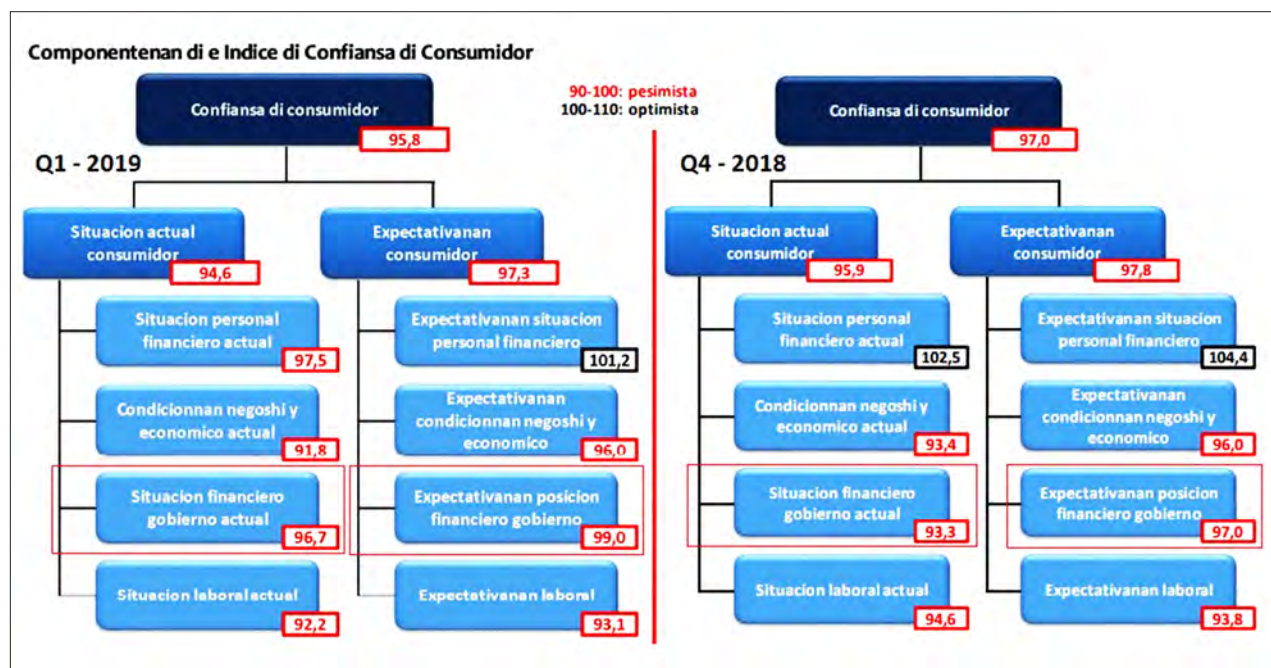 Componentenan di e Indice di Confiansa di Consumidor
90-100: pesimista
100-110: optimista
Q1 - 2019
Confiansa di consumidor
95,8
Situacion actual
consumidor
94,6
Situacion personal
financiero actual
97,5
Condicionnan negoshi y
economico actual
91,8
Situacion financiero
gobierno actual
96,7
Situacion laboral actual
92,2
Expectativanan
consumidor
97,3
Expectativanan situacion
personal financiero
101,2
Expectativanan
condicionnan negoshi y
economico
96,0
Expectativanan posicion
financiero gobierno
99,0
Expectativanan laboral
93,1
Q4 - 2018
Confiansa di consumidor
97,0
Situacion actual
consumidor
95,9
Situacion personal
financiero actual
102,5
Condicionnan negoshi y
economico actual
93,4
Situacion financiero
gobierno actual
93,3
Situacion laboral actual
94,6
Expectativanan
consumidor
97,8
Expectativanan situacion
personal financiero
104,4
Expectativanan
condicionnan negoshi y
economico
96,0
Expectativanan posicion
financiero gobierno
97,0
Expectativanan laboral
93,8